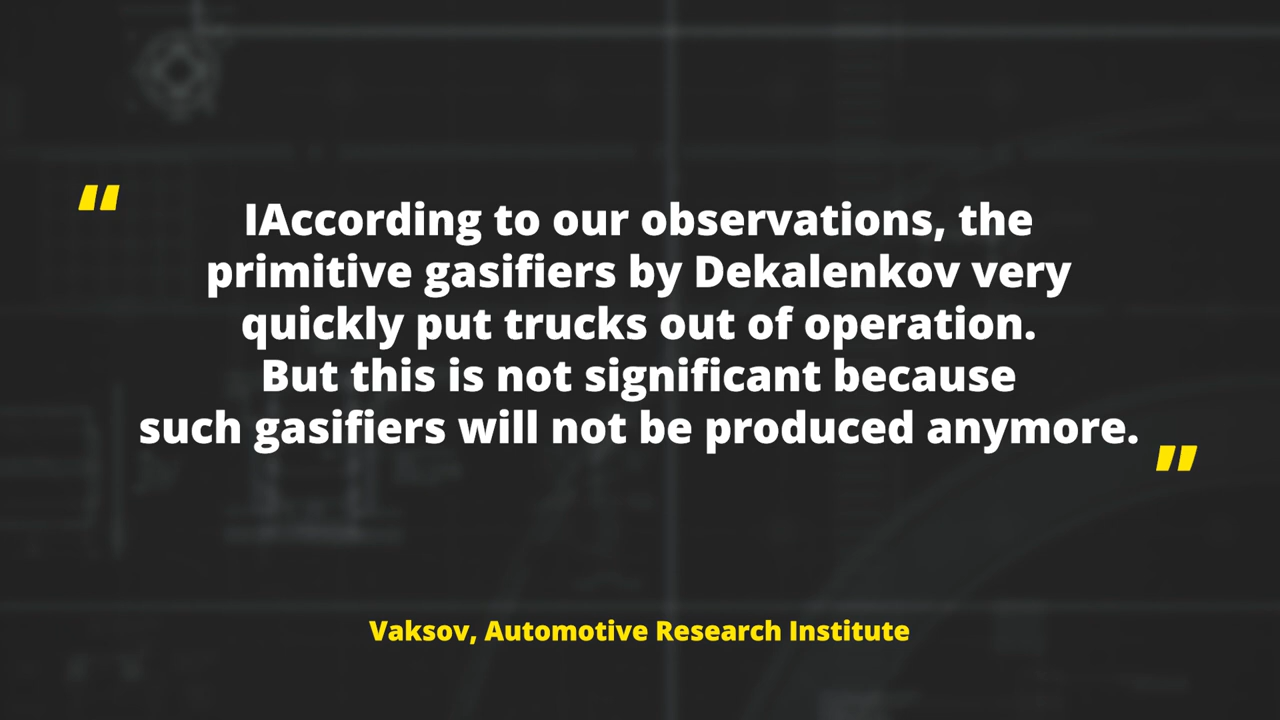 “
IAccording to our observations, the
primitive gasifiers by Dekalenkov very
quickly put trucks out of operation.
But this is not significant because
such gasifiers will not be produced anymore.
”
Vaksov, Automotive Research Institute